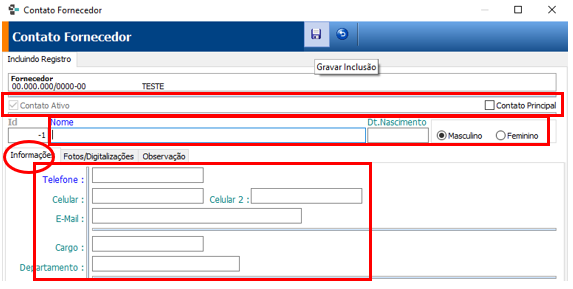 Contato Fornecedor
Contato Fornecedor
Incluindo Registro
Gravar Inclusão
Fornecedor
00.000.000/0000-00 TESTE
Contato Ativo Contato Principal
Id Nome Dt.Nascimento
-1 Masculino Feminino
Informações Fotos/Digitalizações Observação
Telefone :
Celular : Celular 2 :
E-Mail :
Cargo :
Departamento :